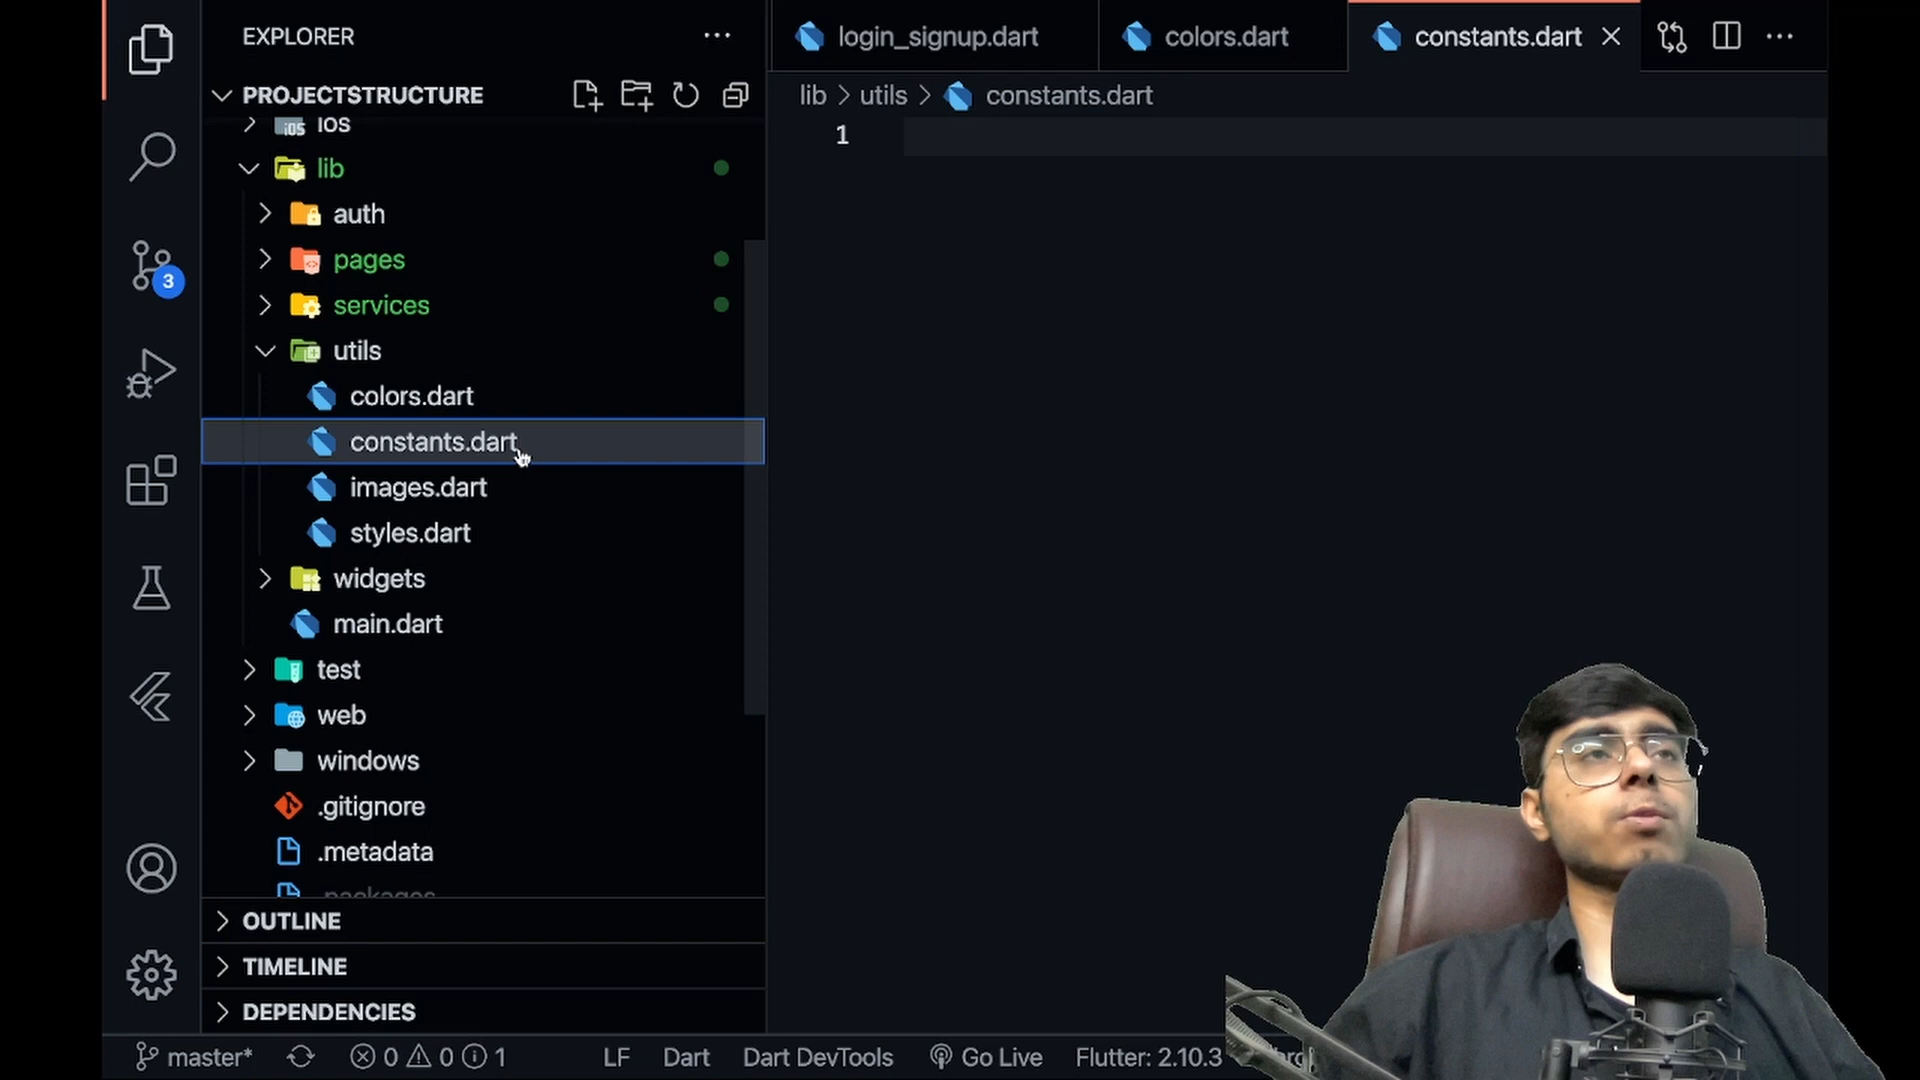 EXPLORER
login_signup.dart
colors.dart
constants.dart
PROJECTSTRUCTURE
lib
utils
constants.dart
1
ios
ios
lib
auth
pages
3
services
utils
colors.dart
constants.dart
images.dart
styles.dart
widgets
main.dart
test
web
windows
.gitignore
.metadata
.packages
OUTLINE
TIMELINE
DEPENDENCIES
master*
0
0
1
LF
Dart
Dart DevTools
Go Live
Flutter: 2.10.3